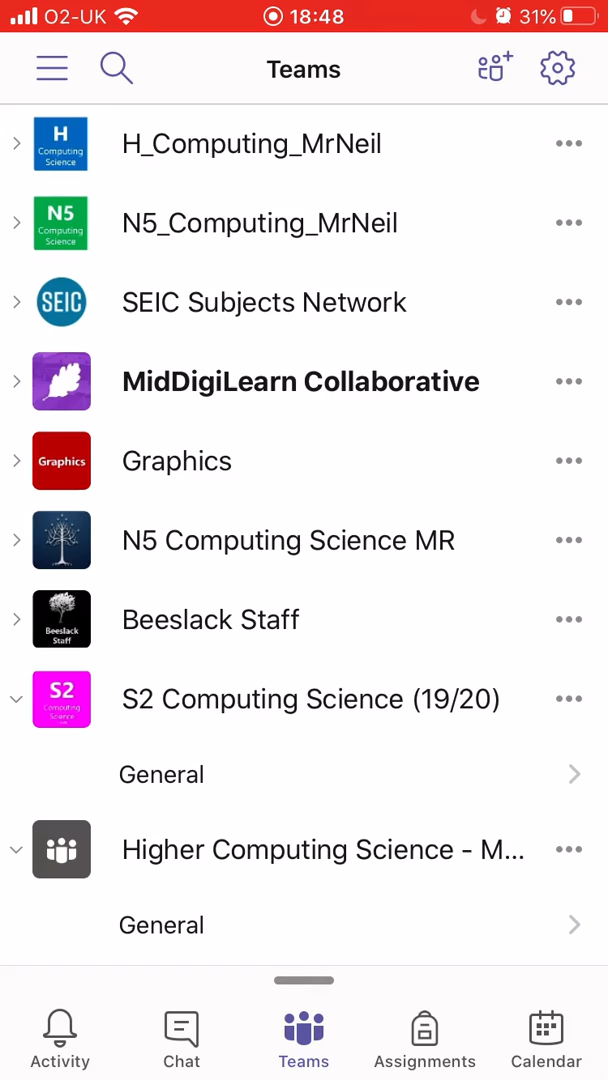 O2-UK 18:48 31%
Teams
H
Computing
Science
H_Computing_MrNeil
N5
Computing
Science
N5_Computing_MrNeil
SEIC
SEIC Subjects Network
MidDigiLearn Collaborative
Graphics
Graphics
N5 Computing Science MR
Beeslack
Staff
Beeslack Staff
S2
Computing
Science
S2 Computing Science (19/20)
General
Higher Computing Science - M...
General
Activity
Chat
Teams
Assignments
Calendar